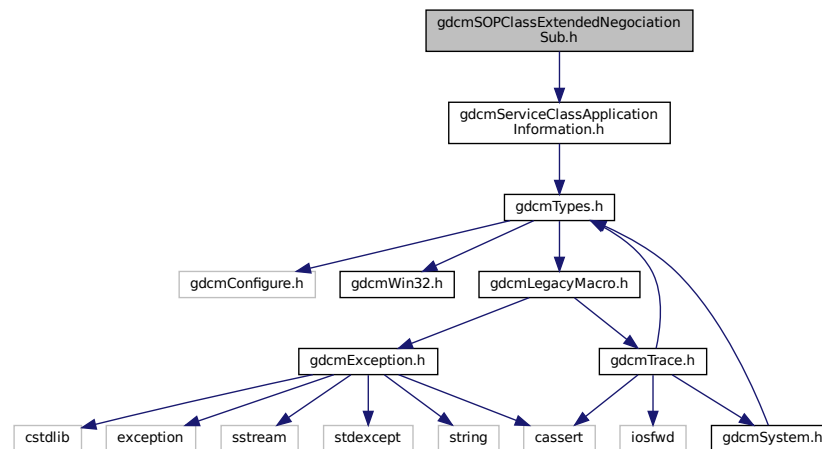 gdcmSOPClassExtendedNegociation
Sub.h
gdcmServiceClassApplication
Information.h
gdcmTypes.h
gdcmConfigure.h
gdcmWin32.h
gdcmLegacyMacro.h
gdcmException.h
gdcmTrace.h
cstdlib
exception
sstream
stdexcept
string
cassert
iosfwd
gdcmSystem.h